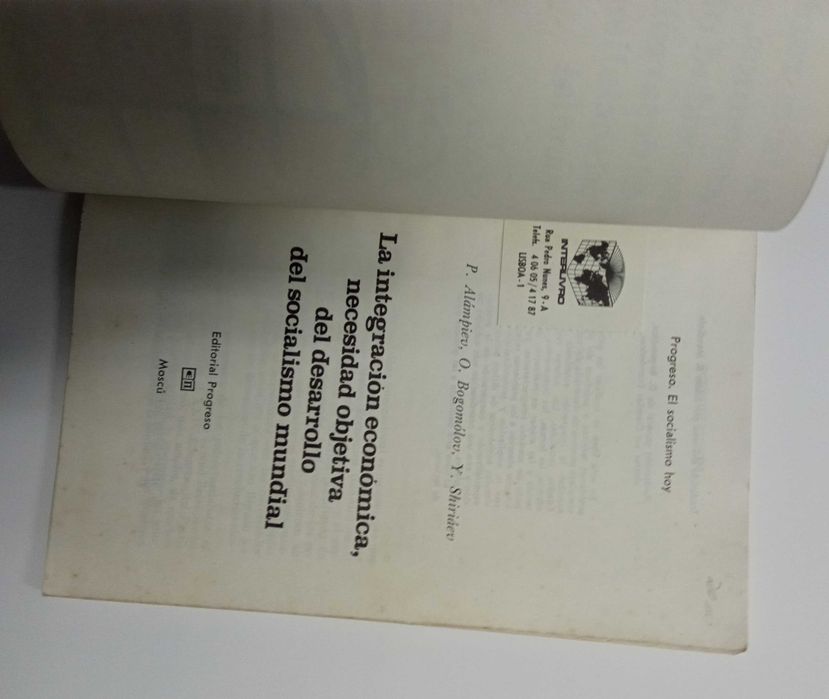 Progreso. El socialismo hoy
INTERLIVRO
Rua Pedro Nunes, 9-A
Telefs. 4 06 05 / 4 17 87
LISBOA-1
P. Alámpiev, O. Bogomólov, Y. Shiriáev
La integración económica,
necesidad objetiva
del desarrollo
del socialismo mundial
Editorial Progreso
Moscú